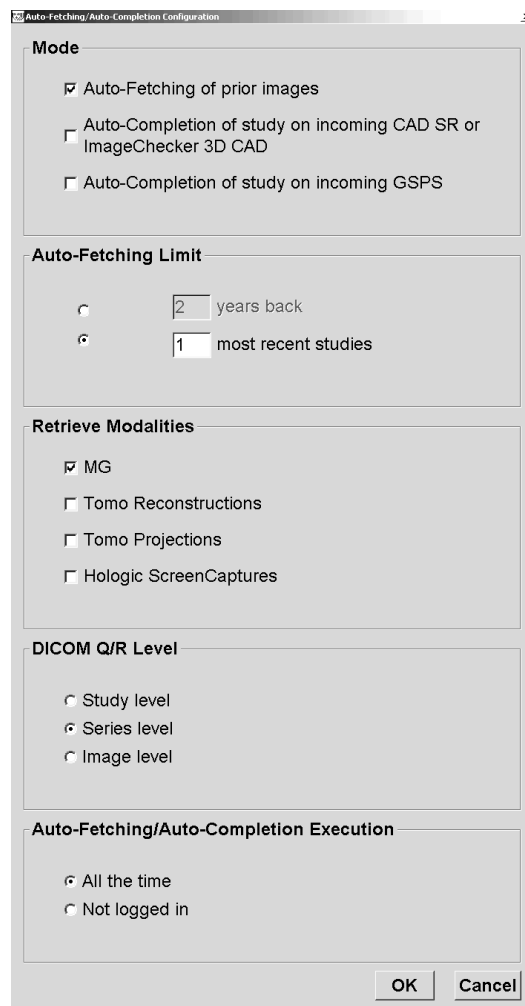 Auto-Fetching/Auto-Completion Configuration
Mode
Auto-Fetching of prior images
Auto-Completion of study on incoming CAD SR or
ImageChecker 3D CAD
Auto-Completion of study on incoming GSPS
Auto-Fetching Limit
2 years back
1 most recent studies
Retrieve Modalities
MG
Tomo Reconstructions
Tomo Projections
Hologic ScreenCaptures
DICOM Q/R Level
Study level
Series level
Image level
Auto-Fetching/Auto-Completion Execution
All the time
Not logged in
OK Cancel